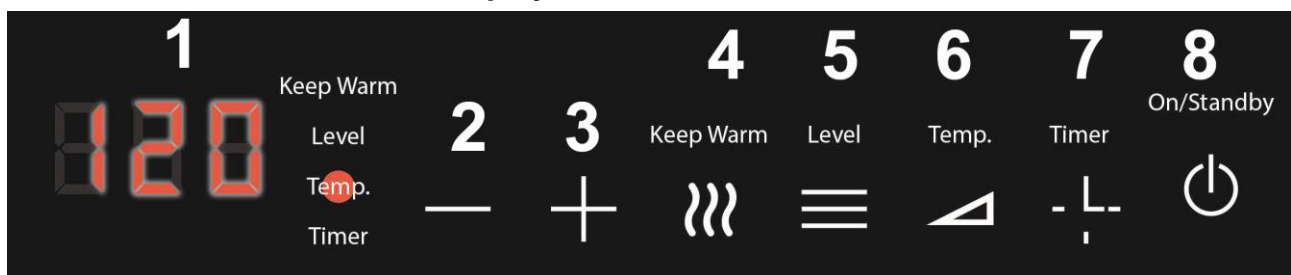 1
120
Keep Warm
Level
Temp.
Timer
2
3
4
Keep Warm
5
Level
6
Temp.
7
Timer
8
On/Standby